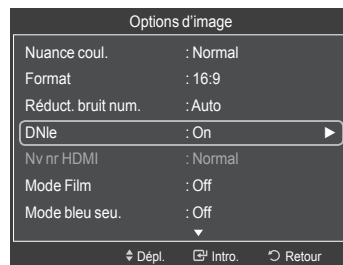 Options d'image
Nuance coul. : Normal
Format : 16:9
Réduct. bruit num. : Auto
DNIe : On
Nv nr HDMI : Normal
Mode Film : Off
Mode bleu seu. : Off
Dépl. Intro. Retour